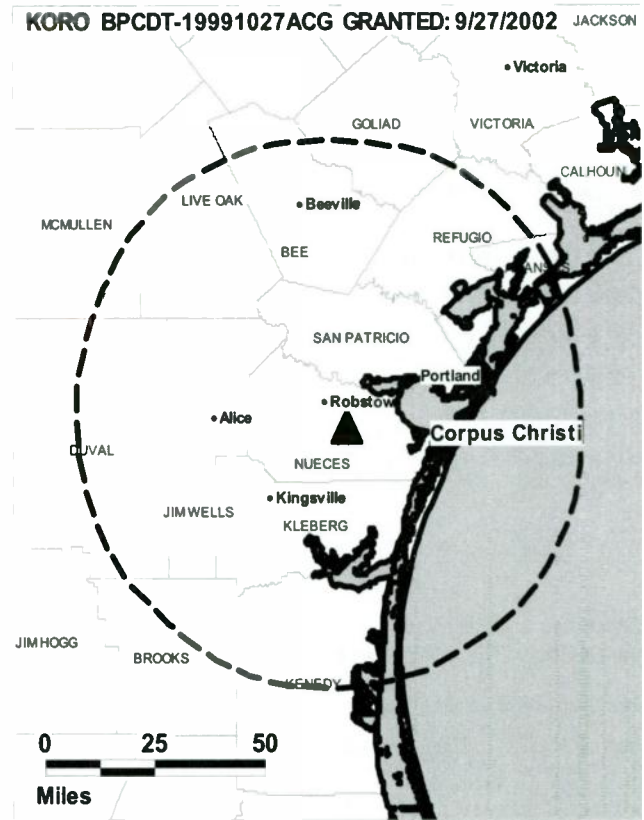 KORO BPCDT-19991027ACG GRANTED: 9/27/2002
JACKSON
Victoria
GOLIAD
VICTORIA
CALHOUN
LIVE OAK
Beeville
MCMULLEN
REFUGIO
BEE
SAN PATRICIO
Portland
Robstow
Alice
Corpus Christi
DUVAL
NUECES
Kingsville
JIM WELLS
KLEBERG
JIM HOGG
BROOKS
KENEDY
0 25 50
Miles